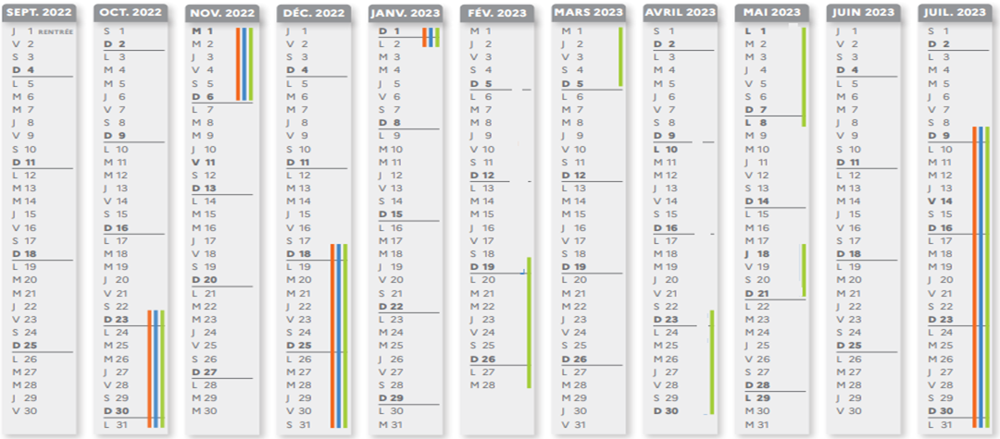 SEPT. 2022
J 1 RENTRÉE
V 2
S 3
D 4
L 5
M 6
M 7
J 8
V 9
S 10
D 11
L 12
M 13
M 14
J 15
V 16
S 17
D 18
L 19
M 20
M 21
J 22
V 23
S 24
D 25
L 26
M 27
M 28
J 29
V 30
OCT. 2022
S 1
D 2
L 3
M 4
M 5
J 6
V 7
S 8
D 9
L 10
M 11
M 12
J 13
V 14
S 15
D 16
L 17
M 18
M 19
J 20
V 21
S 22
D 23
L 24
M 25
M 26
J 27
V 28
S 29
D 30
L 31
NOV. 2022
M 1
M 2
J 3
V 4
S 5
D 6
L 7
M 8
M 9
J 10
V 11
S 12
D 13
L 14
M 15
M 16
J 17
V 18
S 19
D 20
L 21
M 22
M 23
J 24
V 25
S 26
D 27
L 28
M 29
M 30
DÉC. 2022
J 1
V 2
S 3
D 4
L 5
M 6
M 7
J 8
V 9
S 10
D 11
L 12
M 13
M 14
J 15
V 16
S 17
D 18
L 19
M 20
M 21
J 22
V 23
S 24
D 25
L 26
M 27
M 28
J 29
V 30
S 31
JANV. 2023
D 1
L 2
M 3
M 4
J 5
V 6
S 7
D 8
L 9
M 10
M 11
J 12
V 13
S 14
D 15
L 16
M 17
M 18
J 19
V 20
S 21
D 22
L 23
M 24
M 25
J 26
V 27
S 28
D 29
L 30
M 31
FÉV. 2023
M 1
J 2
V 3
S 4
D 5
L 6
M 7
M 8
J 9
V 10
S 11
D 12
L 13
M 14
M 15
J 16
V 17
S 18
D 19
L 20
M 21
M 22
J 23
V 24
S 25
D 26
L 27
M 28
MARS 2023
M 1
J 2
V 3
S 4
D 5
L 6
M 7
M 8
J 9
V 10
S 11
D 12
L 13
M 14
M 15
J 16
V 17
S 18
D 19
L 20
M 21
M 22
J 23
V 24
S 25
D 26
L 27
M 28
M 29
J 30
V 31
AVRIL 2023
S 1
D 2
L 3
M 4
M 5
J 6
V 7
S 8
D 9
L 10
M 11
M 12
J 13
V 14
S 15
D 16
L 17
M 18
M 19
J 20
V 21
S 22
D 23
L 24
M 25
M 26
J 27
V 28
S 29
D 30
MAI 2023
L 1
M 2
M 3
J 4
V 5
S 6
D 7
L 8
M 9
M 10
J 11
V 12
S 13
D 14
L 15
M 16
M 17
J 18
V 19
S 20
D 21
L 22
M 23
M 24
J 25
V 26
S 27
D 28
L 29
M 30
M 31
JUIN 2023
J 1
V 2
S 3
D 4
L 5
M 6
M 7
J 8
V 9
S 10
D 11
L 12
M 13
M 14
J 15
V 16
S 17
D 18
L 19
M 20
M 21
J 22
V 23
S 24
D 25
L 26
M 27
M 28
J 29
V 30
JUIL. 2023
S 1
D 2
L 3
M 4
M 5
J 6
V 7
S 8
D 9
L 10
M 11
M 12
J 13
V 14
S 15
D 16
L 17
M 18
M 19
J 20
V 21
S 22
D 23
L 24
M 25
M 26
J 27
V 28
S 29
D 30
L 31